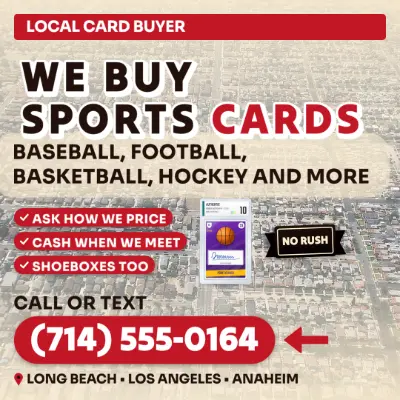 LOCAL CARD BUYER
WE BUY
SPORTS CARDS
BASEBALL, FOOTBALL,
BASKETBALL, HOCKEY AND MORE
ASK HOW WE PRICE
CASH WHEN WE MEET
SHOEBOXES TOO
10
NO RUSH
CALL OR TEXT
(714) 555-0164
LONG BEACH • LOS ANGELES • ANAHEIM